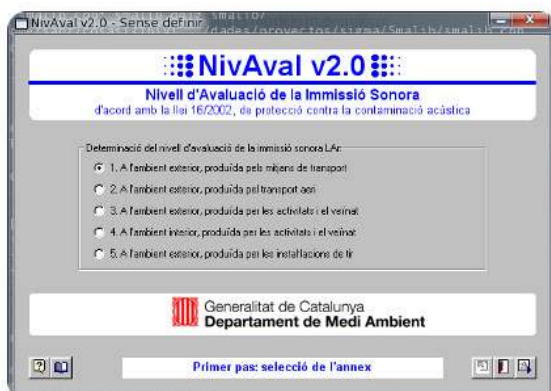 NivAval v2.0 - Sense definir
NivAval v2.0
Nivell d'Avaluació de la Immissió Sonora
d'acord amb la llei 16/2002, de protecció contra la contaminació acústica
Determinació del nivell d'avaluació de la immissió sonora LAr:
1. A l'ambient exterior, produïda pels mitjans de transport
2. A l'ambient exterior, produïda pel transport aeri
3. A l'ambient exterior, produïda per les activitats i el veïnat
4. A l'ambient interior, produïda per les activitats i el veïnat
5. A l'ambient exterior, produïda per les instal·lacions de tir
Generalitat de Catalunya
Departament de Medi Ambient
Primer pas: selecció de l'annex